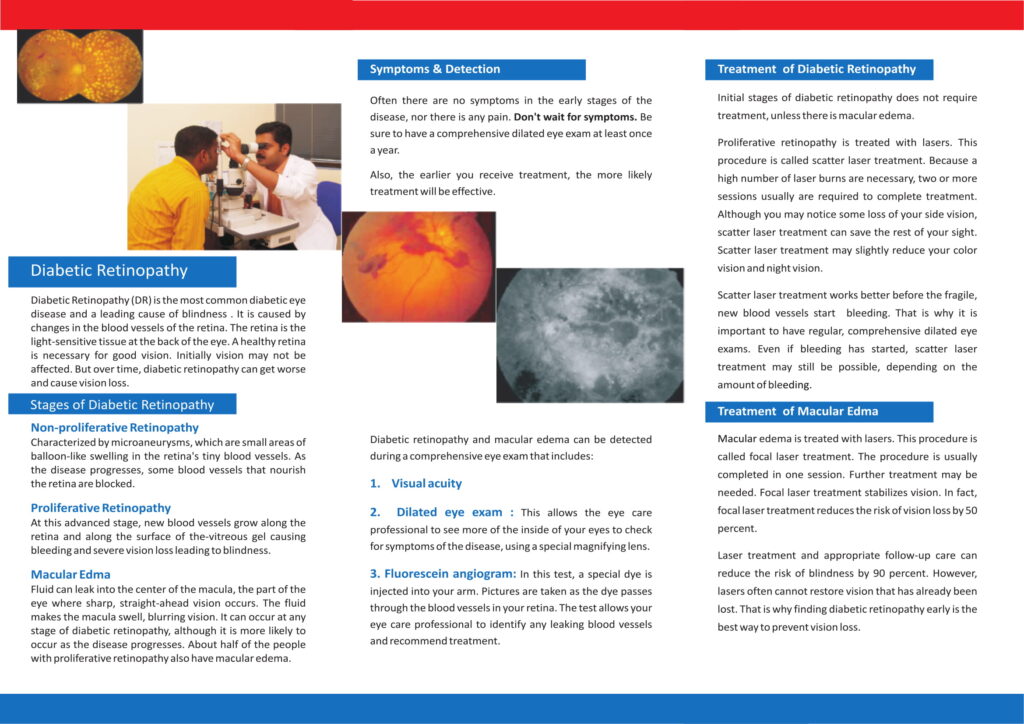 Diabetic Retinopathy
Diabetic Retinopathy (DR) is the most common diabetic eye
disease and a leading cause of blindness . It is caused by
changes in the blood vessels of the retina. The retina is the
light-sensitive tissue at the back of the eye. A healthy retina
is necessary for good vision. Initially vision may not be
affected. But over time, diabetic retinopathy can get worse
and cause vision loss.
Stages of Diabetic Retinopathy
Non-proliferative Retinopathy
Characterized by microaneurysms, which are small areas of
balloon-like swelling in the retina's tiny blood vessels. As
the disease progresses, some blood vessels that nourish
the retina are blocked.
Proliferative Retinopathy
At this advanced stage, new blood vessels grow along the
retina and along the surface of the-vitreous gel causing
bleeding and severe vision loss leading to blindness.
Macular Edma
Fluid can leak into the center of the macula, the part of the
eye where sharp, straight-ahead vision occurs. The fluid
makes the macula swell, blurring vision. It can occur at any
stage of diabetic retinopathy, although it is more likely to
occur as the disease progresses. About half of the people
with proliferative retinopathy also have macular edema.
Symptoms & Detection
Often there are no symptoms in the early stages of the
disease, nor there is any pain. Don't wait for symptoms. Be
sure to have a comprehensive dilated eye exam at least once
a year.
Also, the earlier you receive treatment, the more likely
treatment will be effective.
Diabetic retinopathy and macular edema can be detected
during a comprehensive eye exam that includes:
1. Visual acuity
2. Dilated eye exam : This allows the eye care
professional to see more of the inside of your eyes to check
for symptoms of the disease, using a special magnifying lens.
3. Fluorescein angiogram: In this test, a special dye is
injected into your arm. Pictures are taken as the dye passes
through the blood vessels in your retina. The test allows your
eye care professional to identify any leaking blood vessels
and recommend treatment.
Treatment of Diabetic Retinopathy
Initial stages of diabetic retinopathy does not require
treatment, unless there is macular edema.
Proliferative retinopathy is treated with lasers. This
procedure is called scatter laser treatment. Because a
high number of laser burns are necessary, two or more
sessions usually are required to complete treatment.
Although you may notice some loss of your side vision,
scatter laser treatment can save the rest of your sight.
Scatter laser treatment may slightly reduce your color
vision and night vision.
Scatter laser treatment works better before the fragile,
new blood vessels start bleeding. That is why it is
important to have regular, comprehensive dilated eye
exams. Even if bleeding has started, scatter laser
treatment may still be possible, depending on the
amount of bleeding.
Treatment of Macular Edma
Macular edema is treated with lasers. This procedure is
called focal laser treatment. The procedure is usually
completed in one session. Further treatment may be
needed. Focal laser treatment stabilizes vision. In fact,
focal laser treatment reduces the risk of vision loss by 50
percent.
Laser treatment and appropriate follow-up care can
reduce the risk of blindness by 90 percent. However,
lasers often cannot restore vision that has already been
lost. That is why finding diabetic retinopathy early is the
best way to prevent vision loss.